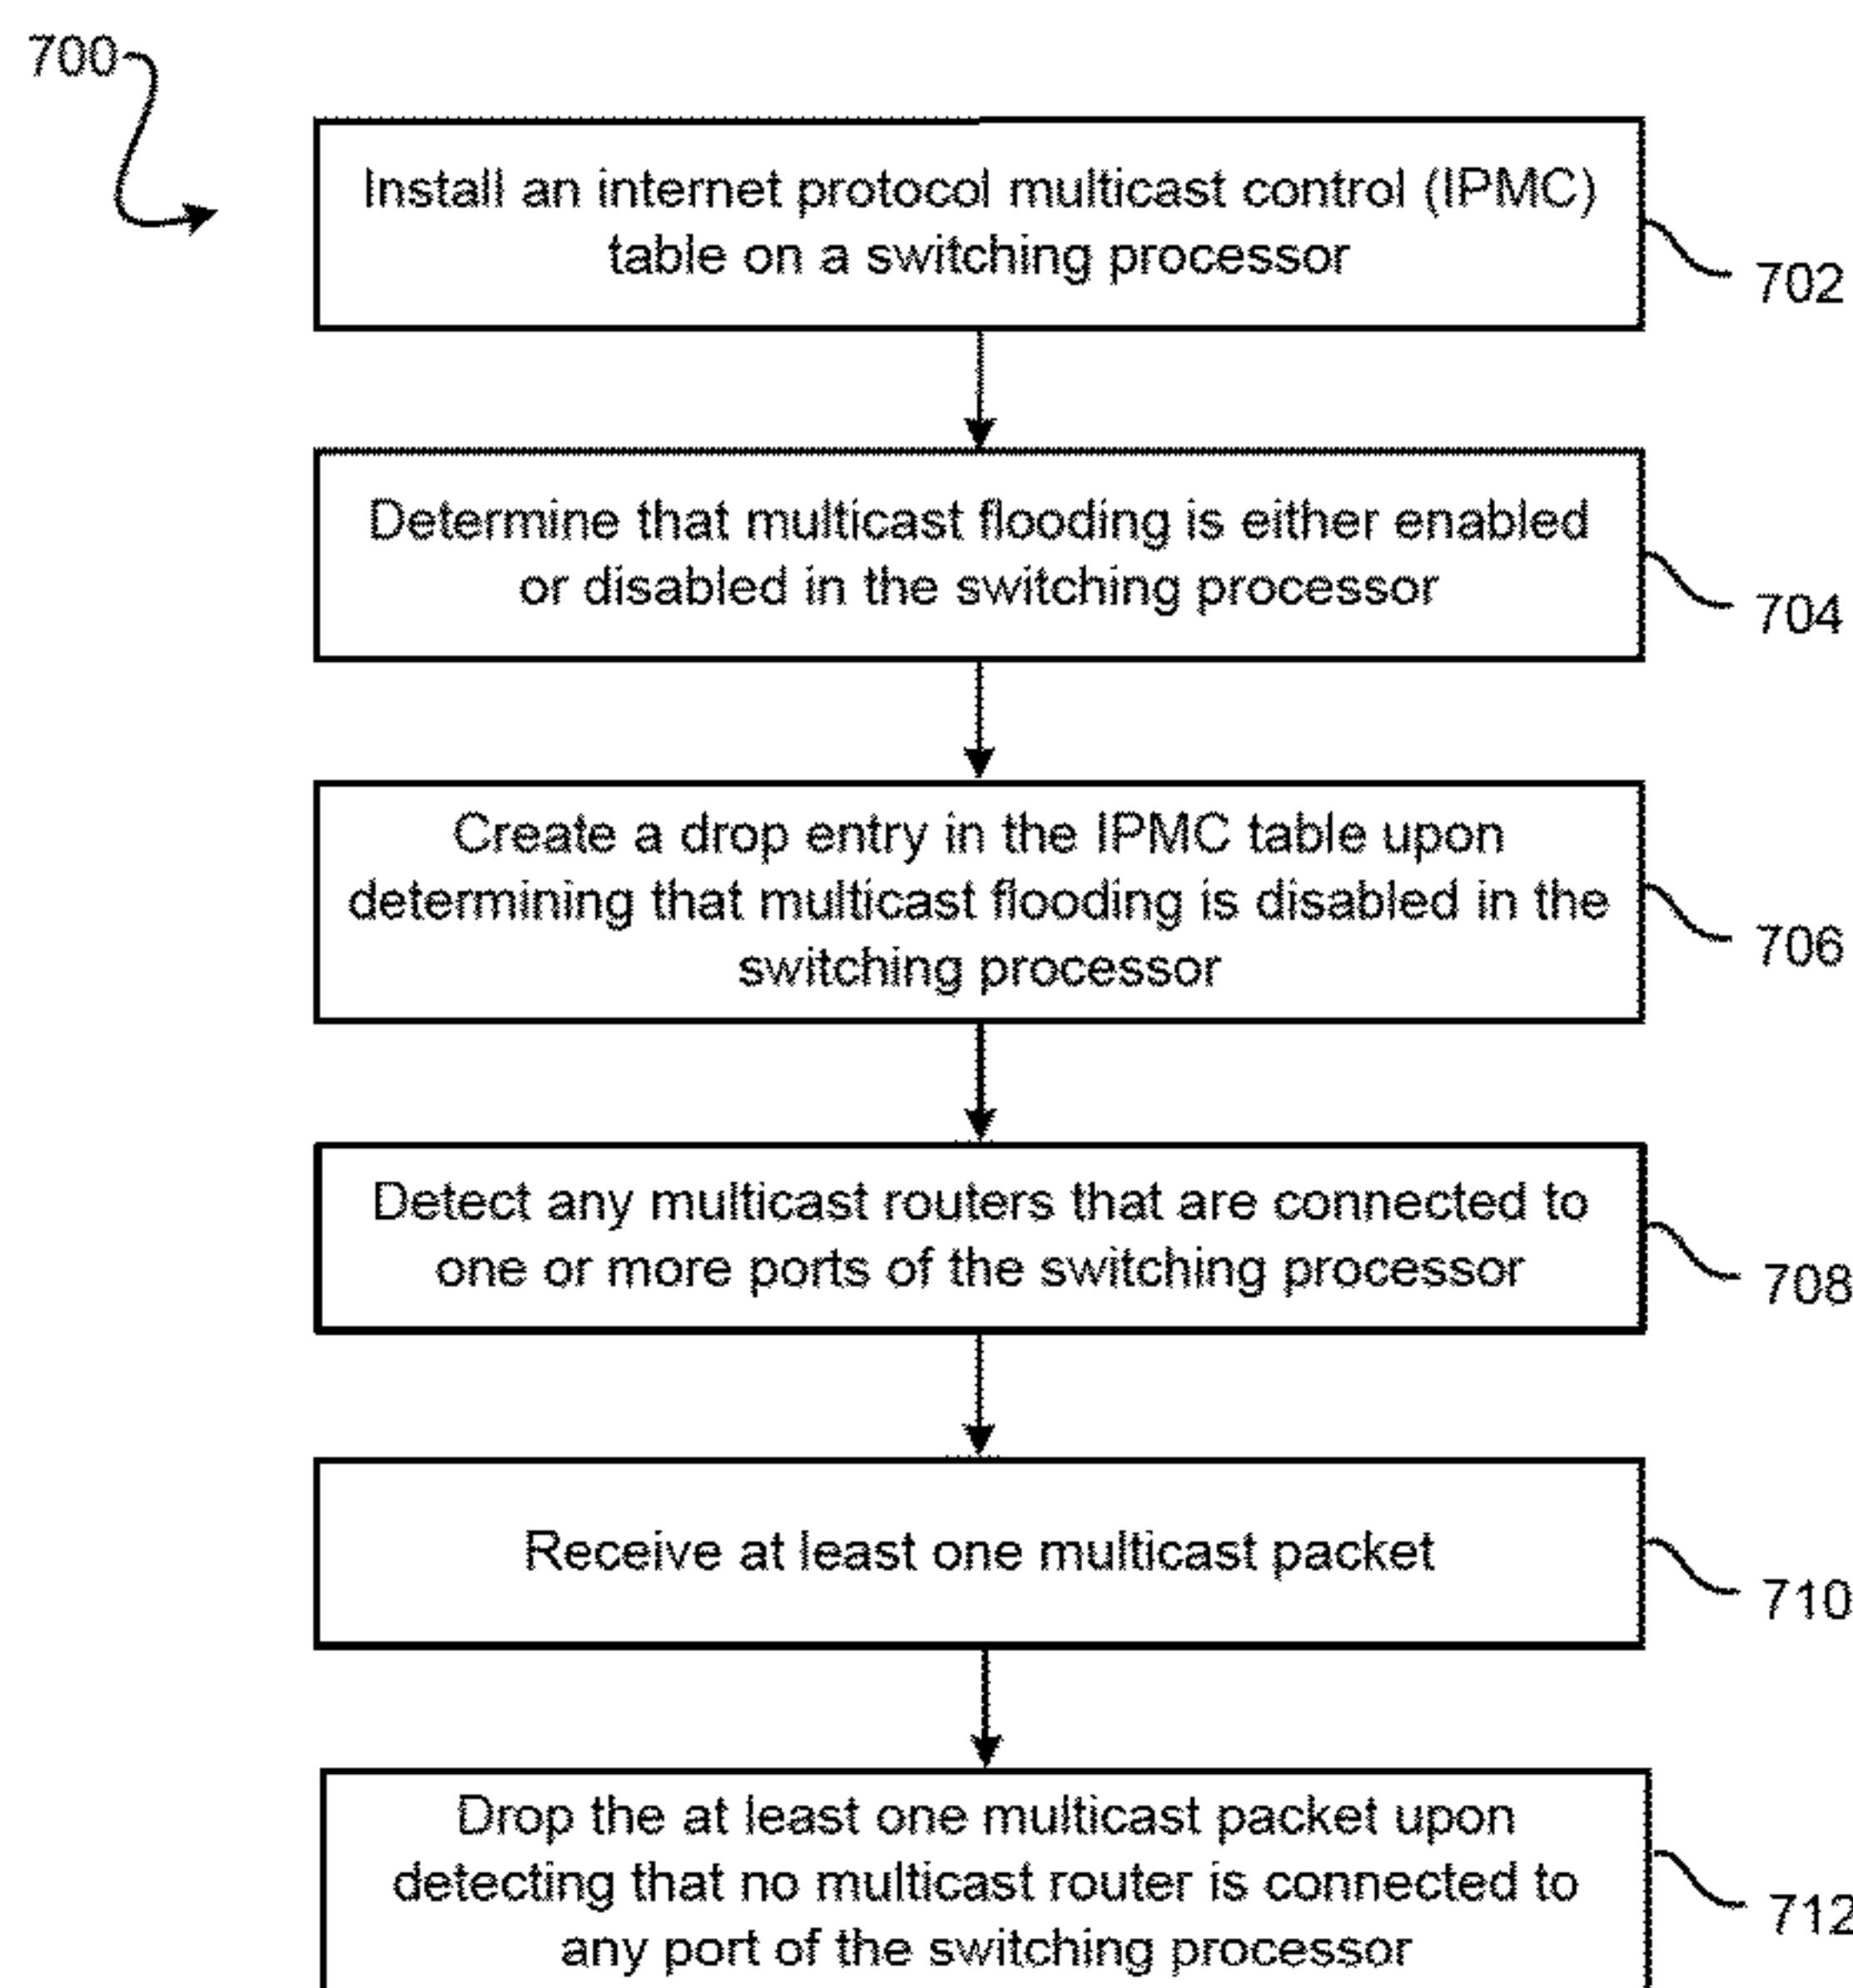 700
Install an internet protocol multicast control (IPMC)
table on a switching processor
702
Determine that multicast flooding is either enabled
or disabled in the switching processor
704
Create a drop entry in the IPMC table upon
determining that multicast flooding is disabled in the
switching processor
706
Detect any multicast routers that are connected to
one or more ports of the switching processor
708
Receive at least one multicast packet
710
Drop the at least one multicast packet upon
detecting that no multicast router is connected to
any port of the switching processor
712